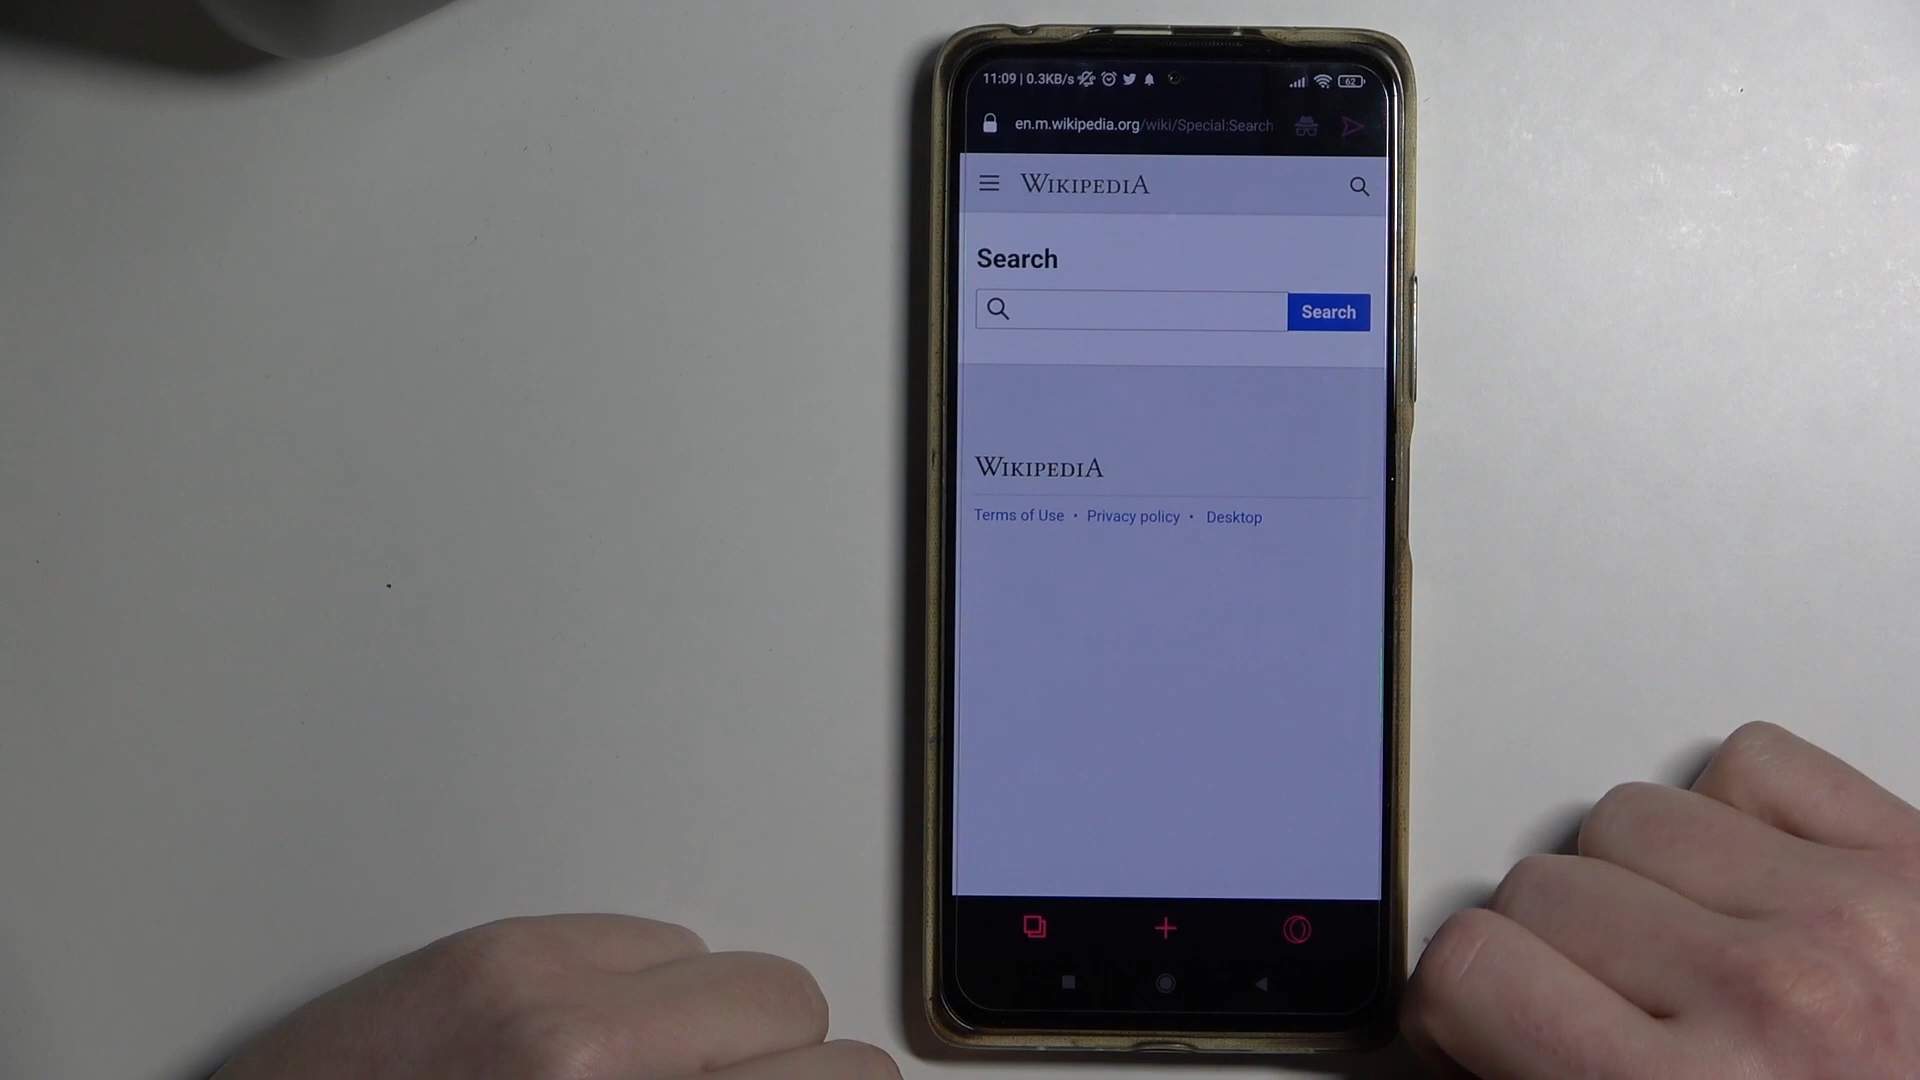 11:09 | 0.3KB/s 62
en.m.wikipedia.org/wiki/Special:Search
WIKIPEDIA
Search
Search
WIKIPEDIA
Terms of Use • Privacy policy • Desktop